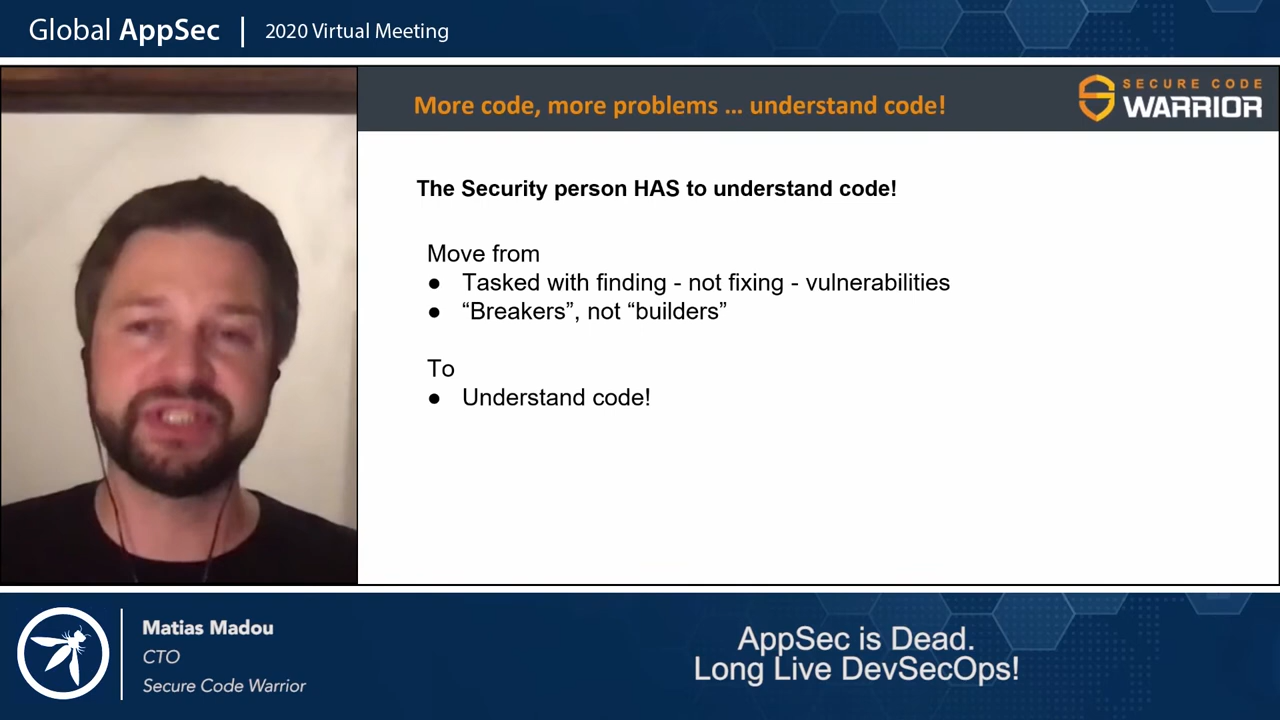 Global AppSec | 2020 Virtual Meeting
More code, more problems ... understand code!
SECURE CODE
WARRIOR
The Security person HAS to understand code!
Move from
● Tasked with finding - not fixing - vulnerabilities
● “Breakers”, not “builders”
To
● Understand code!
Matias Madou
CTO
Secure Code Warrior
AppSec is Dead.
Long Live DevSecOps!